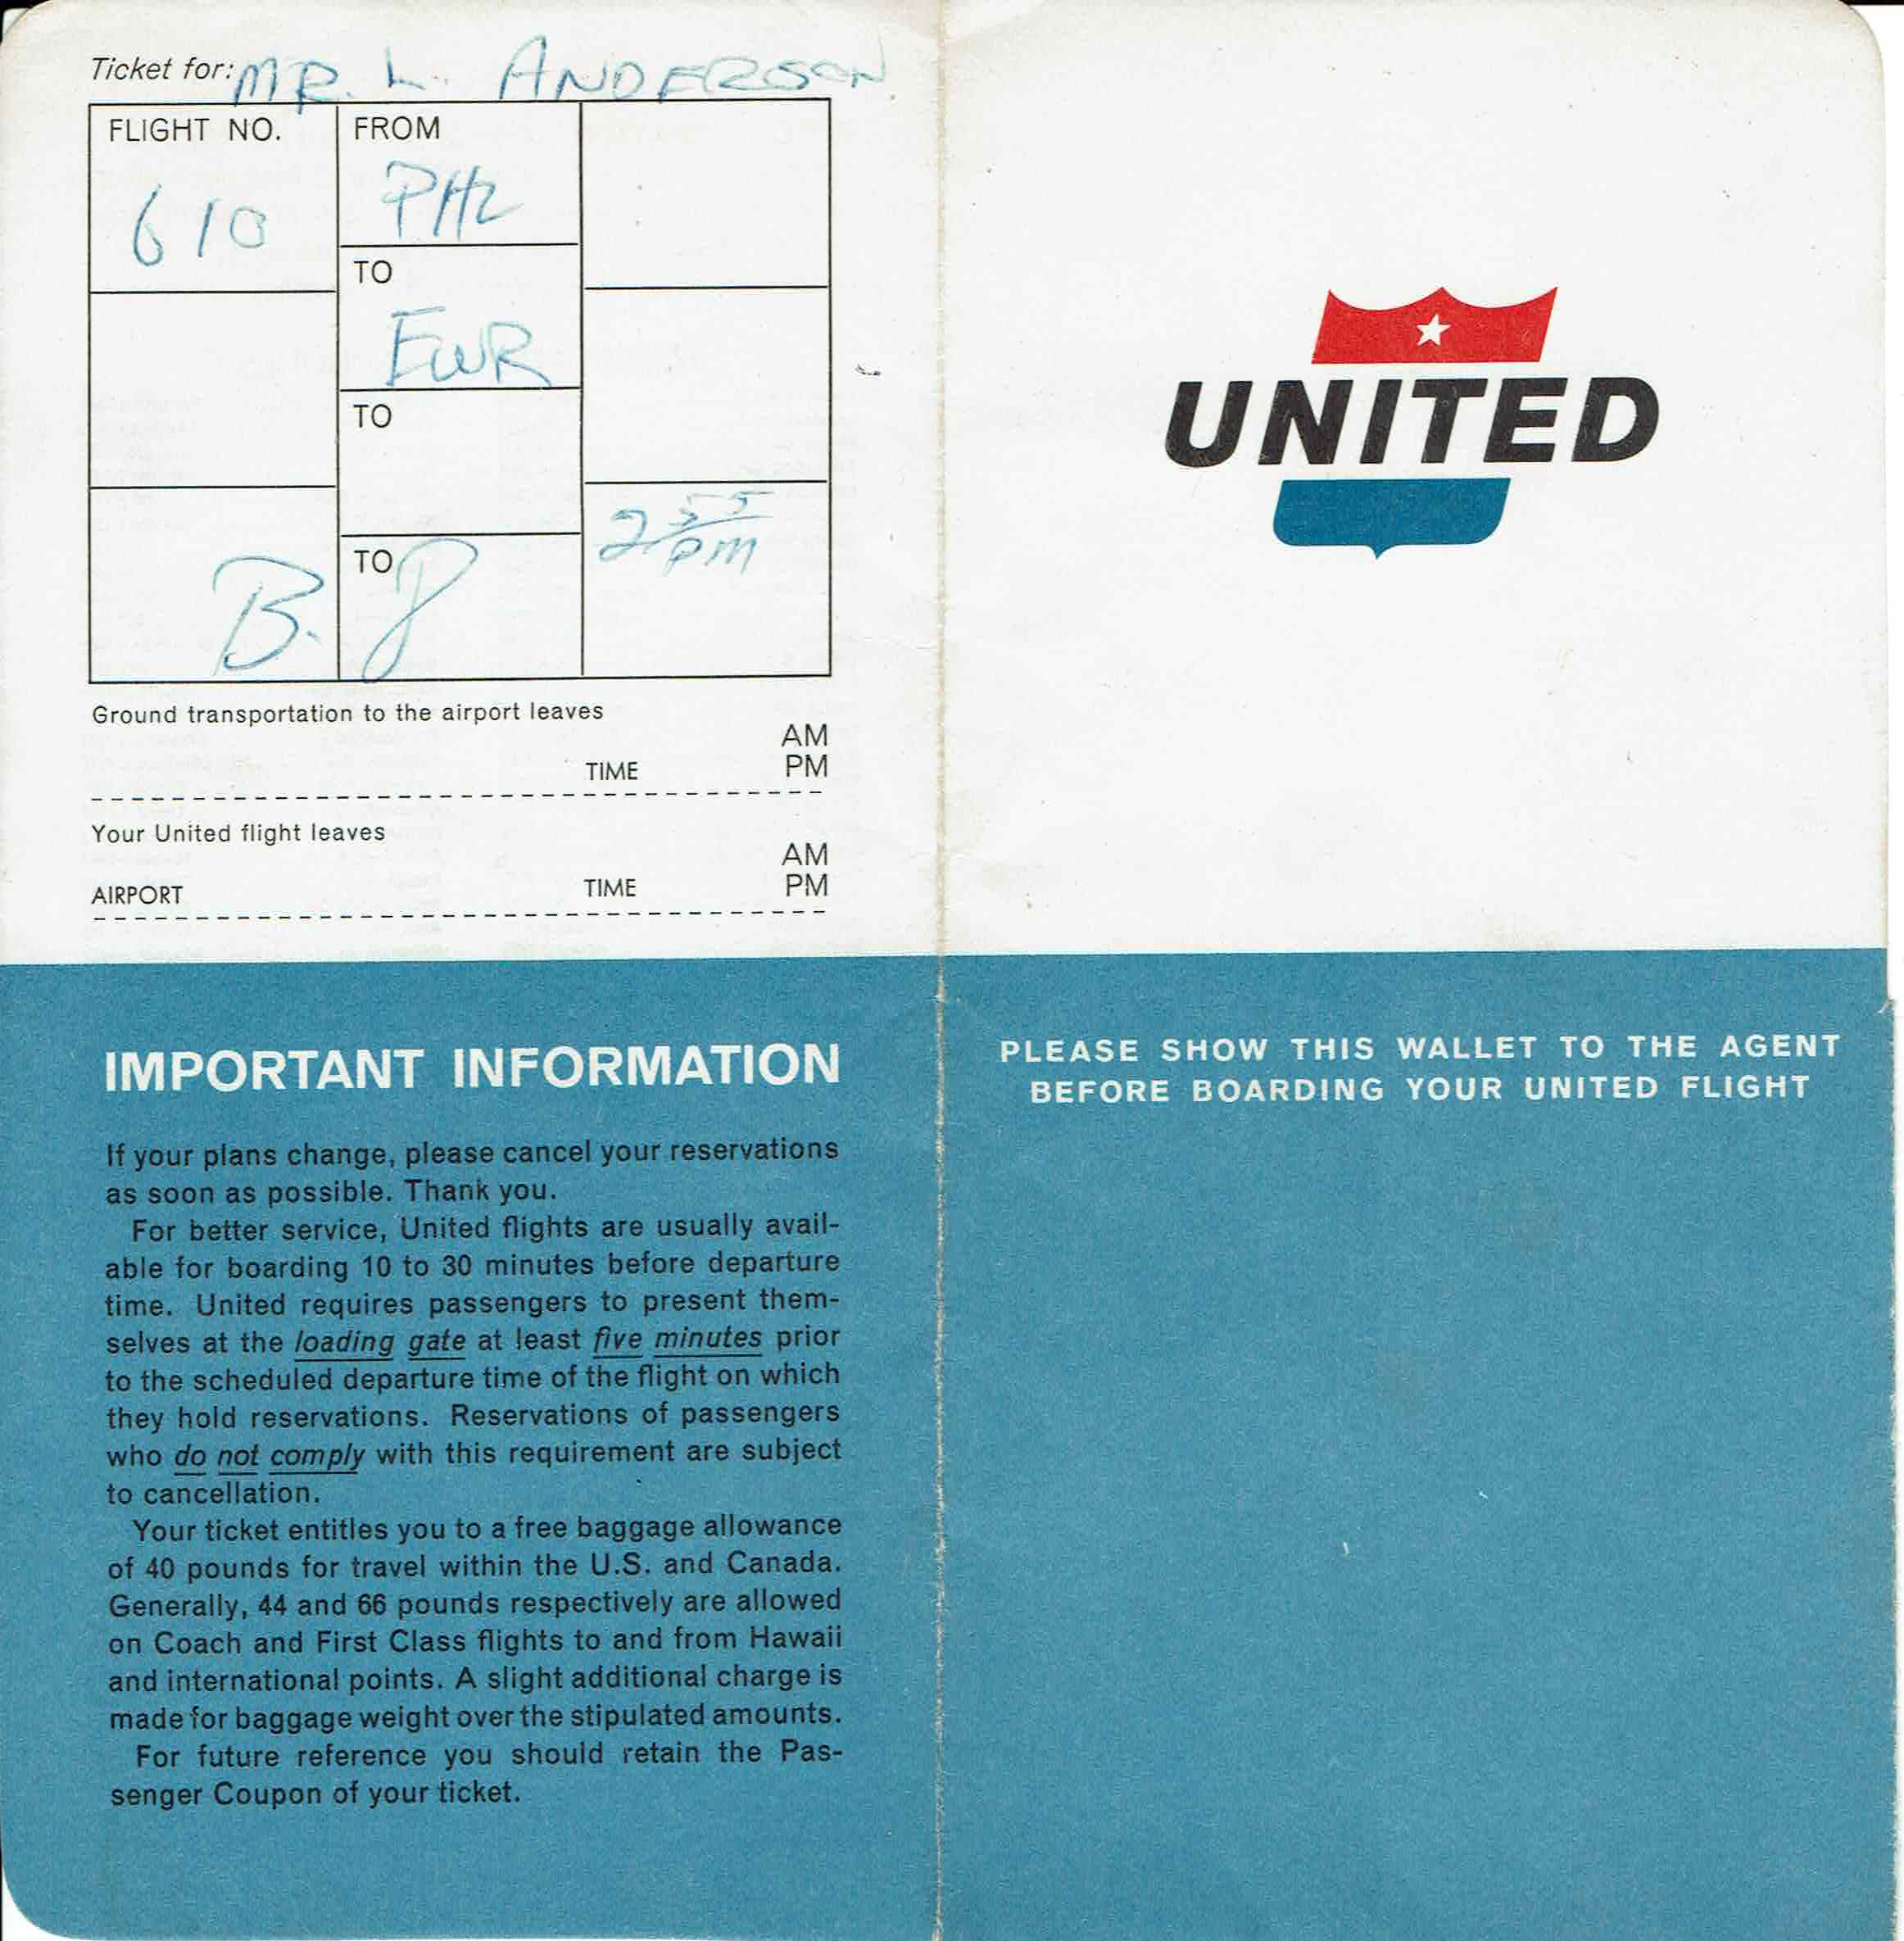 Ticket for: MR. L. ANDERSON
FLIGHT NO.
610
FROM
PHL
TO
EWR
TO
TO
B. 8
2 55
PM
Ground transportation to the airport leaves
AM
TIME PM
Your United flight leaves
AM
AIRPORT TIME PM
IMPORTANT INFORMATION
If your plans change, please cancel your reservations
as soon as possible. Thank you.
For better service, United flights are usually avail-
able for boarding 10 to 30 minutes before departure
time. United requires passengers to present them-
selves at the loading gate at least five minutes prior
to the scheduled departure time of the flight on which
they hold reservations. Reservations of passengers
who do not comply with this requirement are subject
to cancellation.
Your ticket entitles you to a free baggage allowance
of 40 pounds for travel within the U.S. and Canada.
Generally, 44 and 66 pounds respectively are allowed
on Coach and First Class flights to and from Hawaii
and international points. A slight additional charge is
made for baggage weight over the stipulated amounts.
For future reference you should retain the Pas-
senger Coupon of your ticket.
UNITED
PLEASE SHOW THIS WALLET TO THE AGENT
BEFORE BOARDING YOUR UNITED FLIGHT